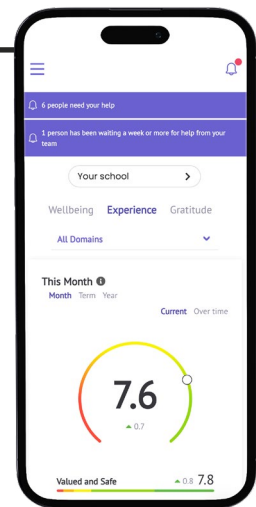 6 people need your help
1 person has been waiting a week or more for help from your
team
Your school
Wellbeing Experience Gratitude
All Domains
This Month
Month Term Year
Current Over time
7.6
0.7
Valued and Safe 0.8 7.8